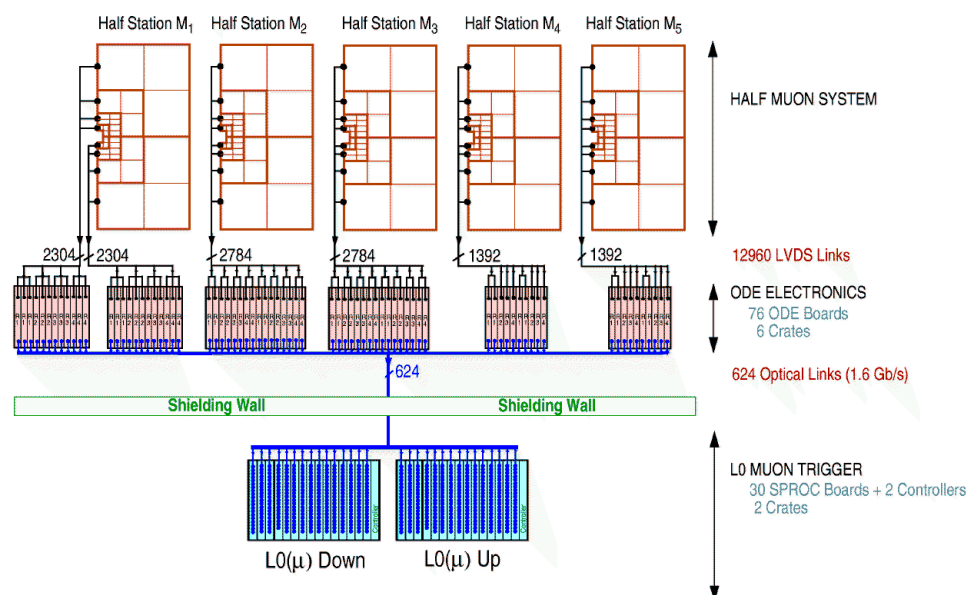 Half Station M1 Half Station M2 Half Station M3 Half Station M4 Half Station M5
HALF MUON SYSTEM
2304 2304 2784 2784 1392 1392
12960 LVDS Links
ODE ELECTRONICS
76 ODE Boards
6 Crates
624
624 Optical Links (1.6 Gb/s)
Shielding Wall Shielding Wall
L0 MUON TRIGGER
30 SPROC Boards + 2 Controllers
2 Crates
Controller Controller
L0(μ) Down L0(μ) Up